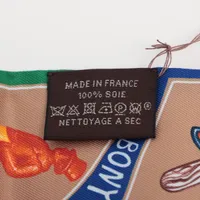 MADE IN FRANCE
100% SOIE
NETTOYAGE A SEC
BONY